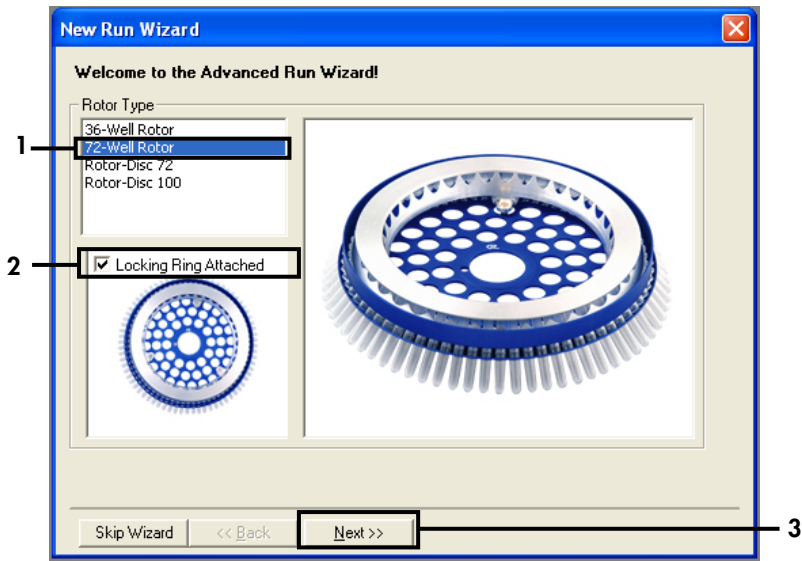 New Run Wizard
Welcome to the Advanced Run Wizard!
Rotor Type
36-Well Rotor
1
72-Well Rotor
Rotor-Disc 72
Rotor-Disc 100
2
Locking Ring Attached
Skip Wizard
<< Back
Next >>
3